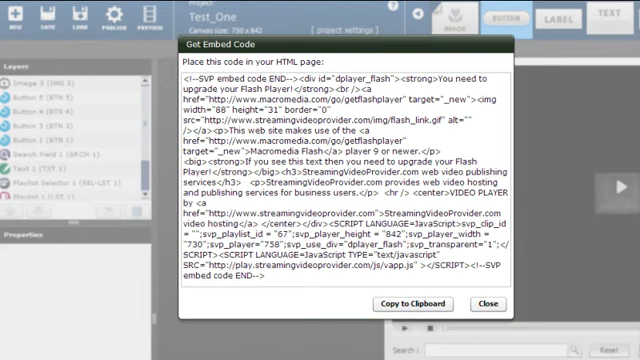 NEW
SAVE
LOAD
PUBLISH
PREVIEW
Project:
Test_One
Canvas size: 730 x 842
[ project settings ]
IMAGE
BUTTON
LABEL
TEXT
Get Embed Code
Place this code in your HTML page:
<!--SVP embed code END--><div id="dplayer_flash"><strong>You need to
upgrade your Flash Player!</strong><br /><a
href="http://www.macromedia.com/go/getflashplayer" target="_new"><img
width="88" height="31" border="0"
src="http://www.streamingvideoprovider.com/img/flash_link.gif" alt=""
/></a><p>This web site makes use of the <a
href="http://www.macromedia.com/go/getflashplayer"
target="_new">Macromedia Flash</a> player 9 or newer.</p>
<big><strong>If you see this text then you need to upgrade your Flash
Player!</strong></big><h3>StreamingVideoProvider.com web video publishing
services</h3> <p>StreamingVideoProvider.com provides web video hosting
and publishing services for business users.</p> <hr /><center>VIDEO PLAYER
by <a
href="http://www.streamingvideoprovider.com">StreamingVideoProvider.com
video hosting</a> </center></div><SCRIPT LANGUAGE=JavaScript>svp_clip_id
= "";svp_playlist_id = "67";svp_player_height = "842";svp_player_width =
"730";svp_player=758";svp_use_div="dplayer_flash";svp_transparent="1";</
SCRIPT><SCRIPT LANGUAGE=JavaScript TYPE="text/javascript"
SRC="http://play.streamingvideoprovider.com/js/vapp.js" ></SCRIPT><!--SVP
embed code END-->
Copy to Clipboard
Close
Layers
Image 3 (IMG 3)
Button 5 (BTN 5)
Button 4 (BTN 4)
Button 3 (BTN 3)
Button 1 (BTN 1)
Search Field 1 (SRCH 1)
Text 1 (TXT 1)
Playlist Selector 1 (SEL-LST 1)
Playlist 1 (LST 1)
Properties
Search :
Reset